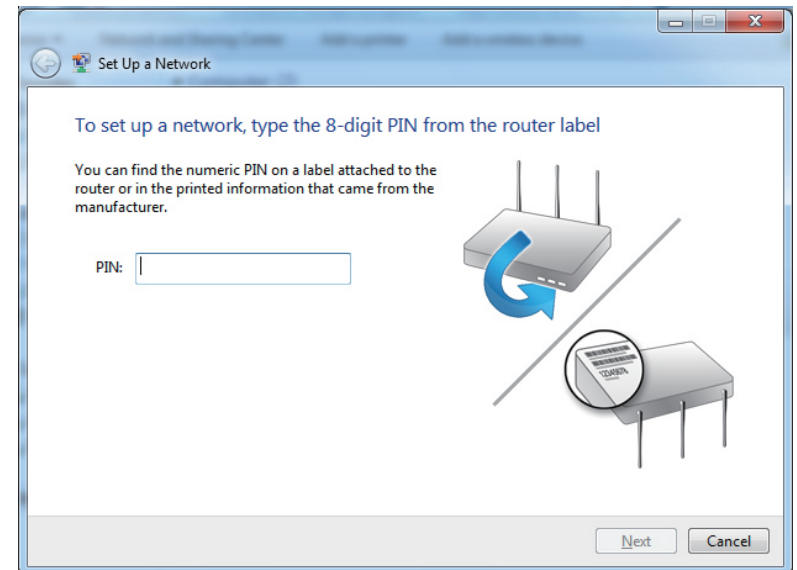 Set Up a Network
To set up a network, type the 8-digit PIN from the router label
You can find the numeric PIN on a label attached to the
router or in the printed information that came from the
manufacturer.
PIN:
12345678
Next
Cancel